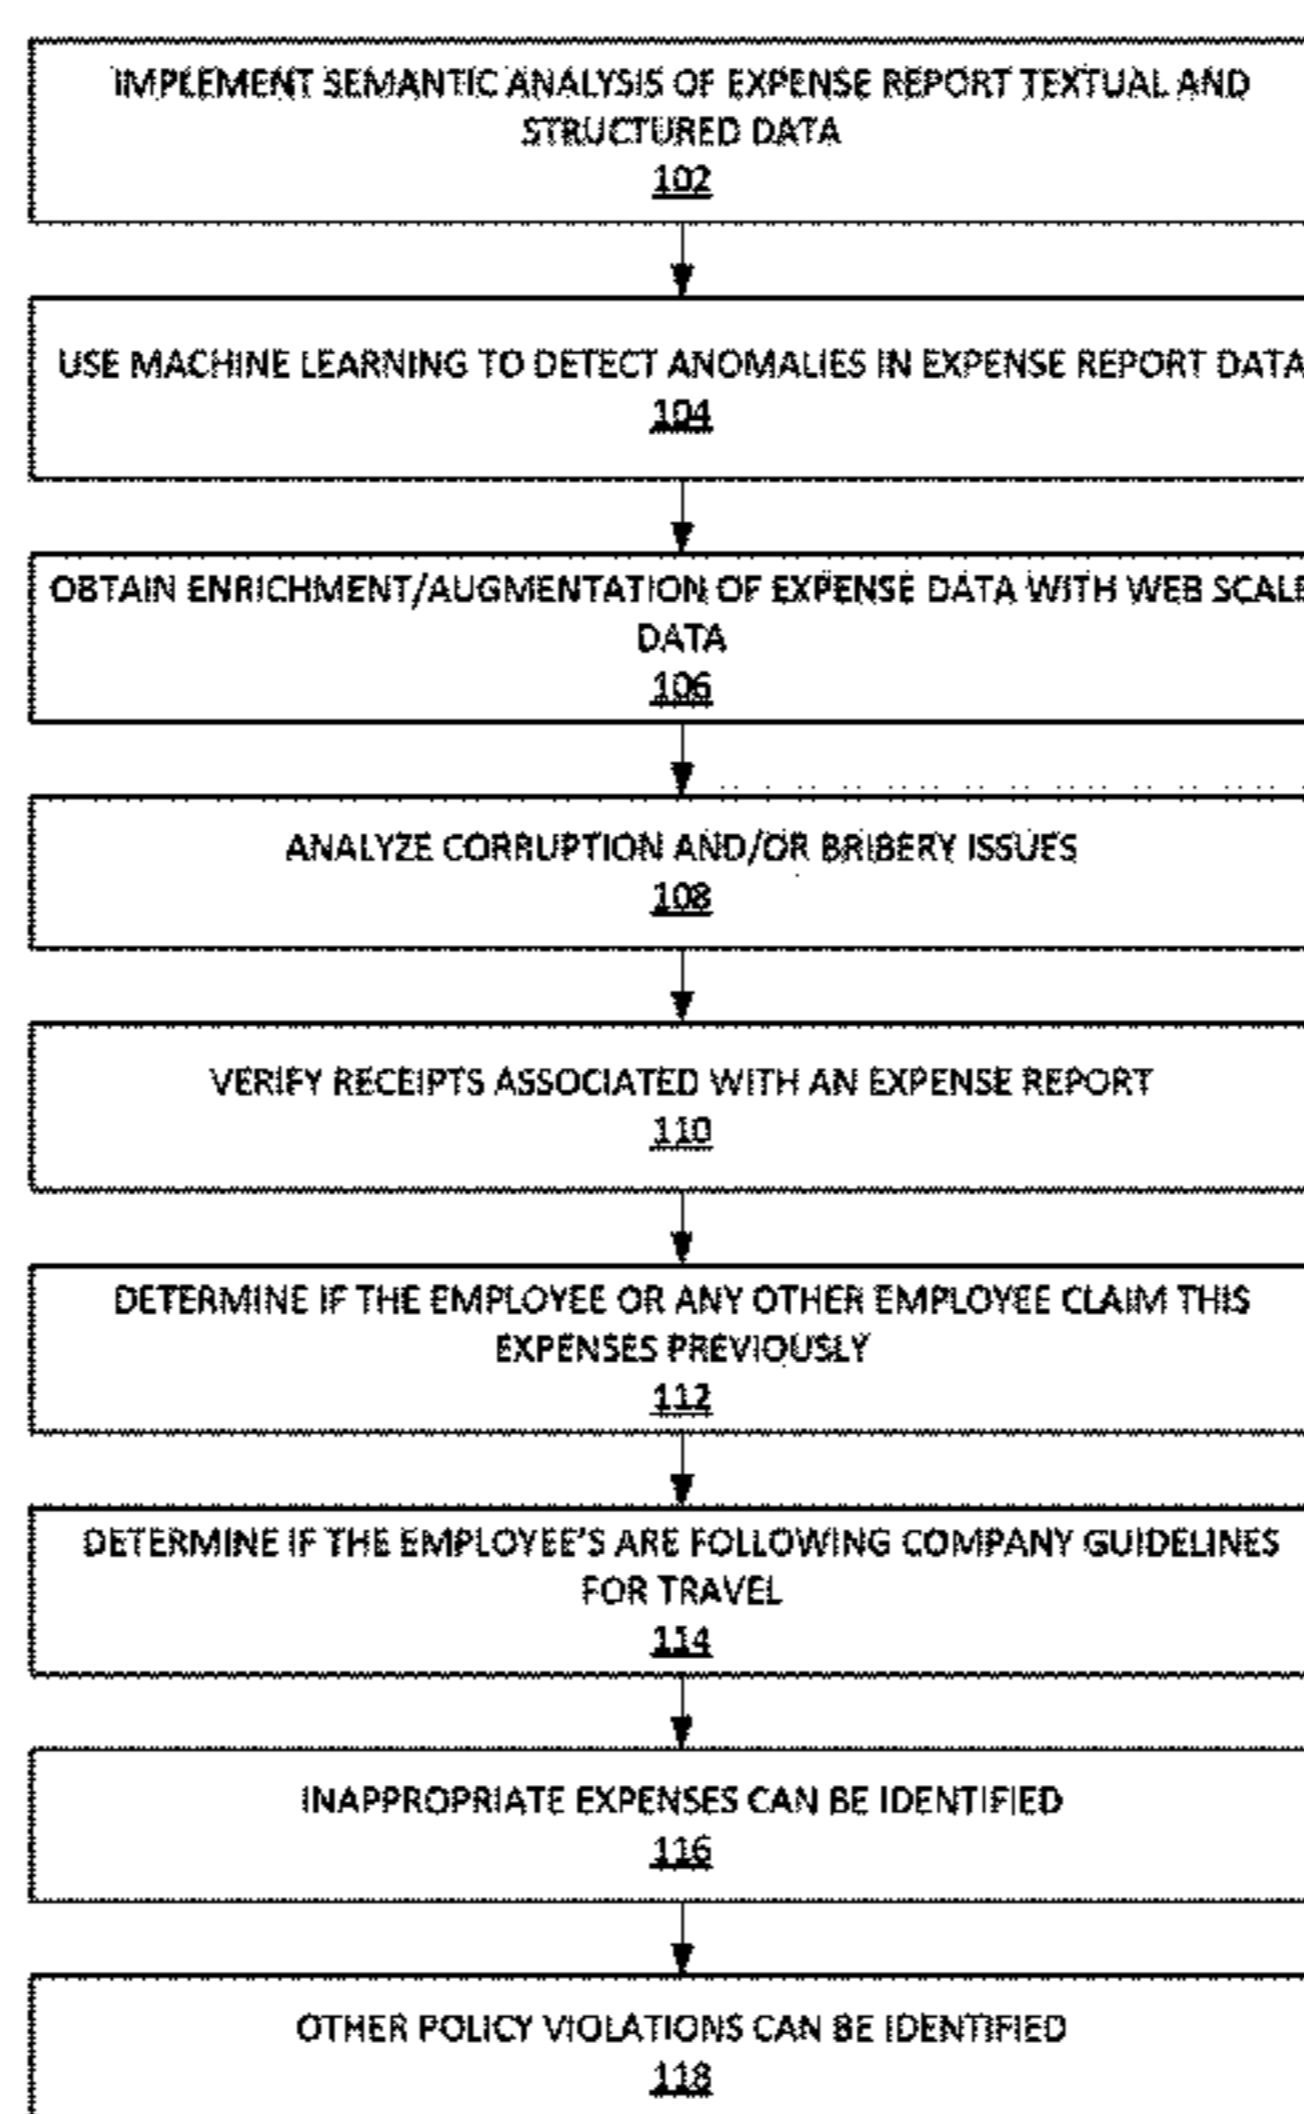 IMPLEMENT SEMANTIC ANALYSIS OF EXPENSE REPORT TEXTUAL AND
STRUCTURED DATA
102
USE MACHINE LEARNING TO DETECT ANOMALIES IN EXPENSE REPORT DATA
104
OBTAIN ENRICHMENT/AUGMENTATION OF EXPENSE DATA WITH WEB SCALE
DATA
106
ANALYZE CORRUPTION AND/OR BRIBERY ISSUES
108
VERIFY RECEIPTS ASSOCIATED WITH AN EXPENSE REPORT
110
DETERMINE IF THE EMPLOYEE OR ANY OTHER EMPLOYEE CLAIM THIS
EXPENSES PREVIOUSLY
112
DETERMINE IF THE EMPLOYEE'S ARE FOLLOWING COMPANY GUIDELINES
FOR TRAVEL
114
INAPPROPRIATE EXPENSES CAN BE IDENTIFIED
116
OTHER POLICY VIOLATIONS CAN BE IDENTIFIED
118